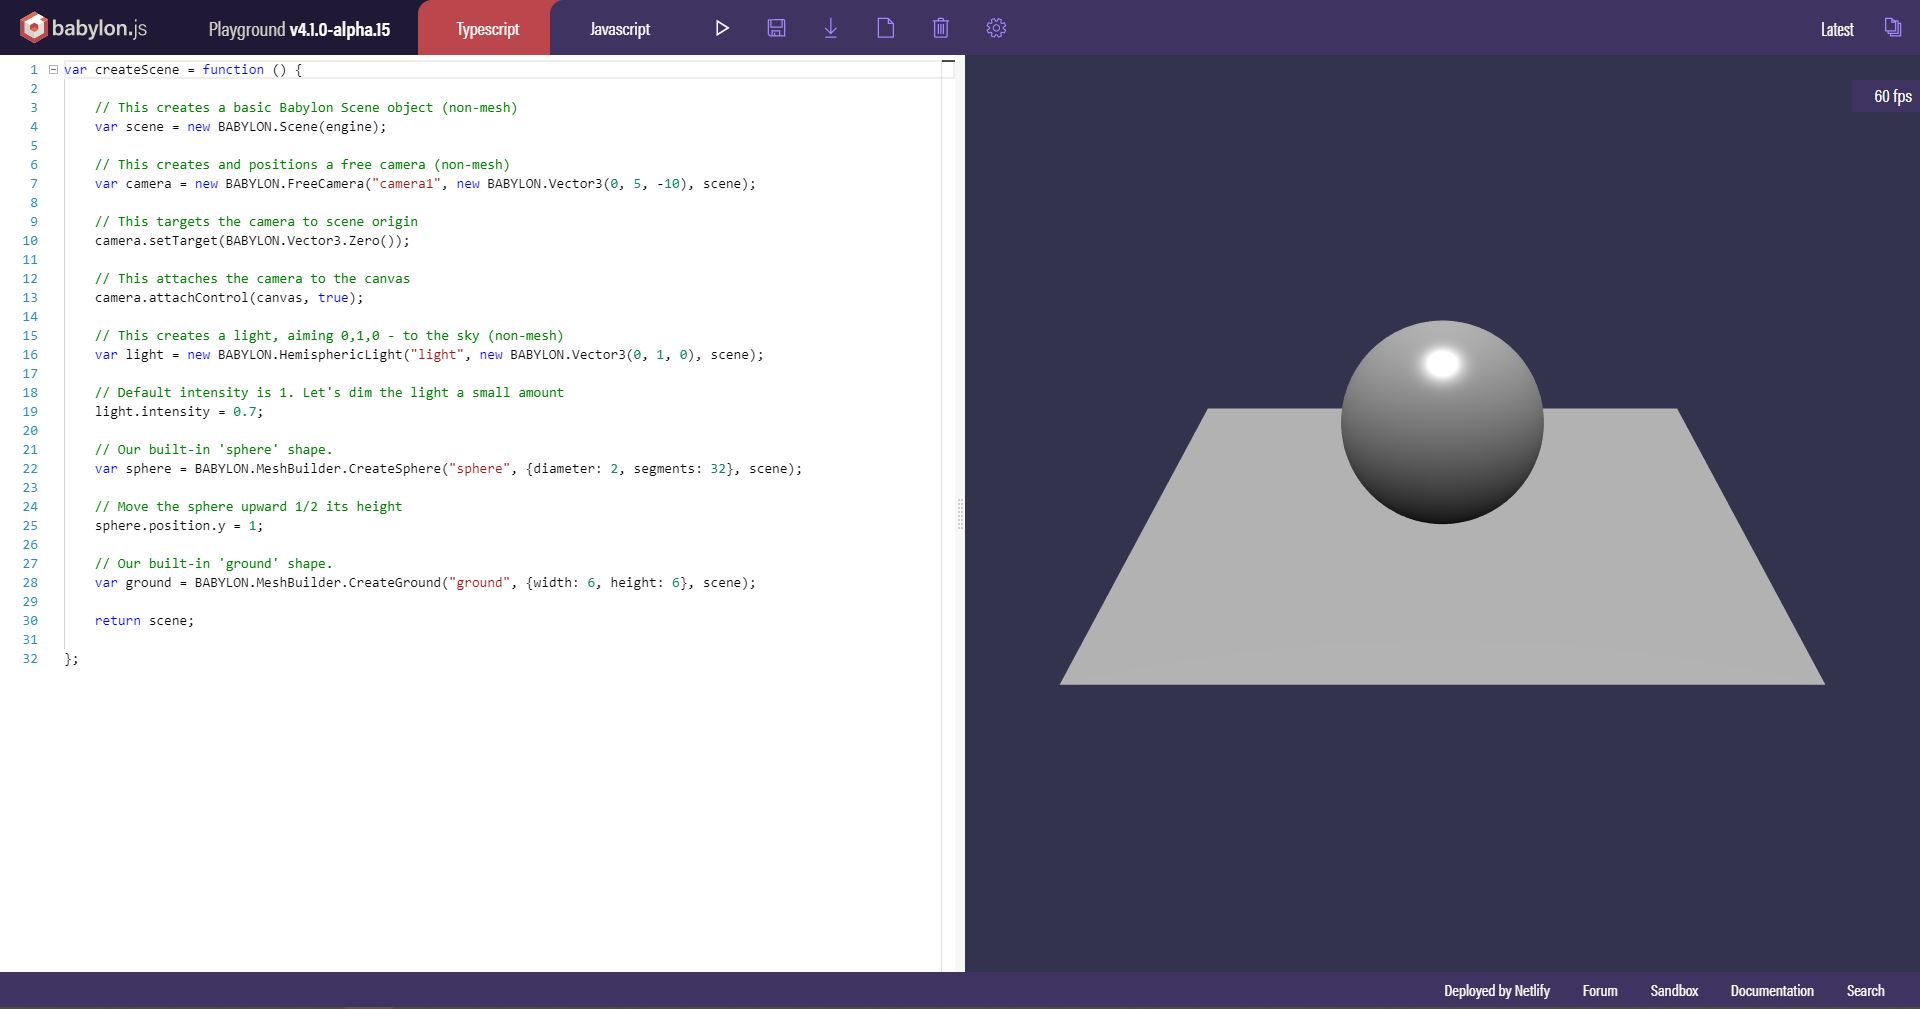 babylon.js Playground v4.1.0-alpha.15 Typescript Javascript Latest
60 fps
1 var createScene = function () {
2
3 // This creates a basic Babylon Scene object (non-mesh)
4 var scene = new BABYLON.Scene(engine);
5
6 // This creates and positions a free camera (non-mesh)
7 var camera = new BABYLON.FreeCamera("camera1", new BABYLON.Vector3(0, 5, -10), scene);
8
9 // This targets the camera to scene origin
10 camera.setTarget(BABYLON.Vector3.Zero());
11
12 // This attaches the camera to the canvas
13 camera.attachControl(canvas, true);
14
15 // This creates a light, aiming 0,1,0 - to the sky (non-mesh)
16 var light = new BABYLON.HemisphericLight("light", new BABYLON.Vector3(0, 1, 0), scene);
17
18 // Default intensity is 1. Let's dim the light a small amount
19 light.intensity = 0.7;
20
21 // Our built-in 'sphere' shape.
22 var sphere = BABYLON.MeshBuilder.CreateSphere("sphere", {diameter: 2, segments: 32}, scene);
23
24 // Move the sphere upward 1/2 its height
25 sphere.position.y = 1;
26
27 // Our built-in 'ground' shape.
28 var ground = BABYLON.MeshBuilder.CreateGround("ground", {width: 6, height: 6}, scene);
29
30 return scene;
31
32 };
Deployed by Netlify Forum Sandbox Documentation Search